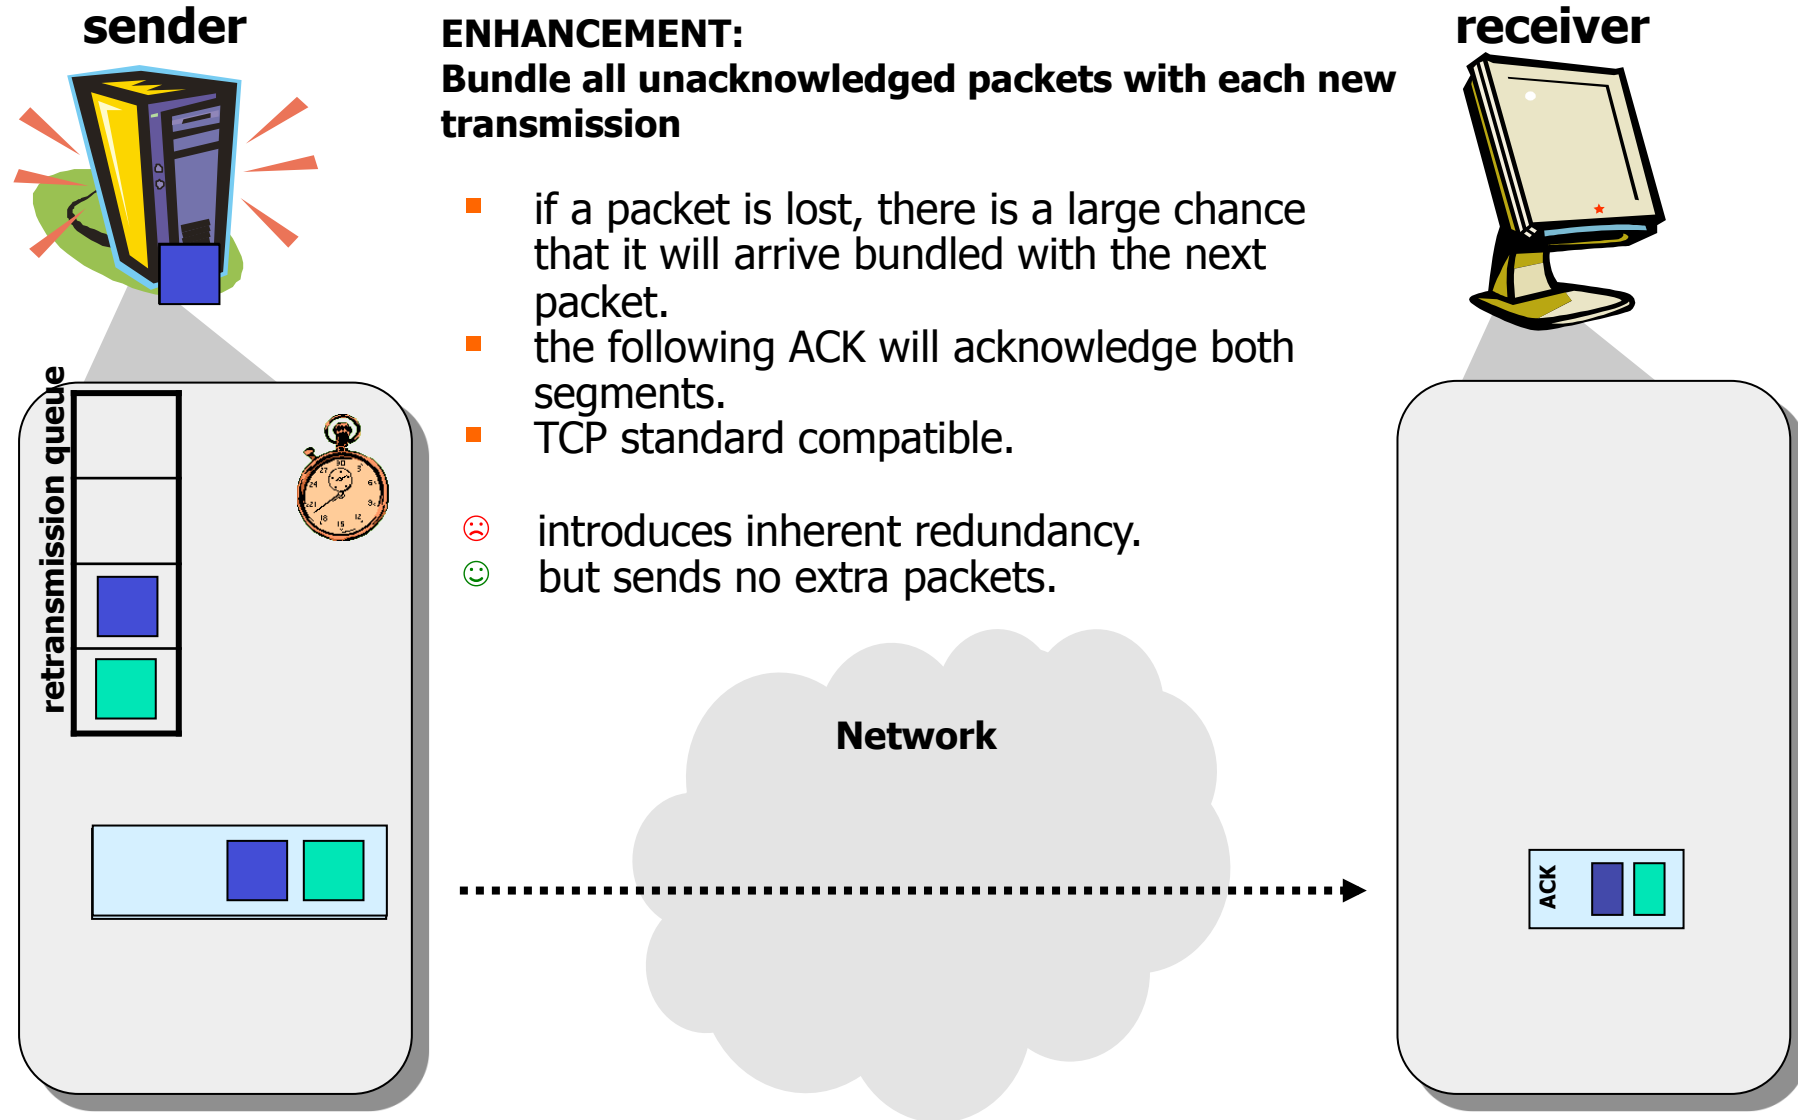 sender
ENHANCEMENT:
Bundle all unacknowledged packets with each new
transmission
receiver
if a packet is lost, there is a large chance
that it will arrive bundled with the next
packet.
the following ACK will acknowledge both
segments.
TCP standard compatible.
introduces inherent redundancy.
but sends no extra packets.
retransmission queue
Network
ACK